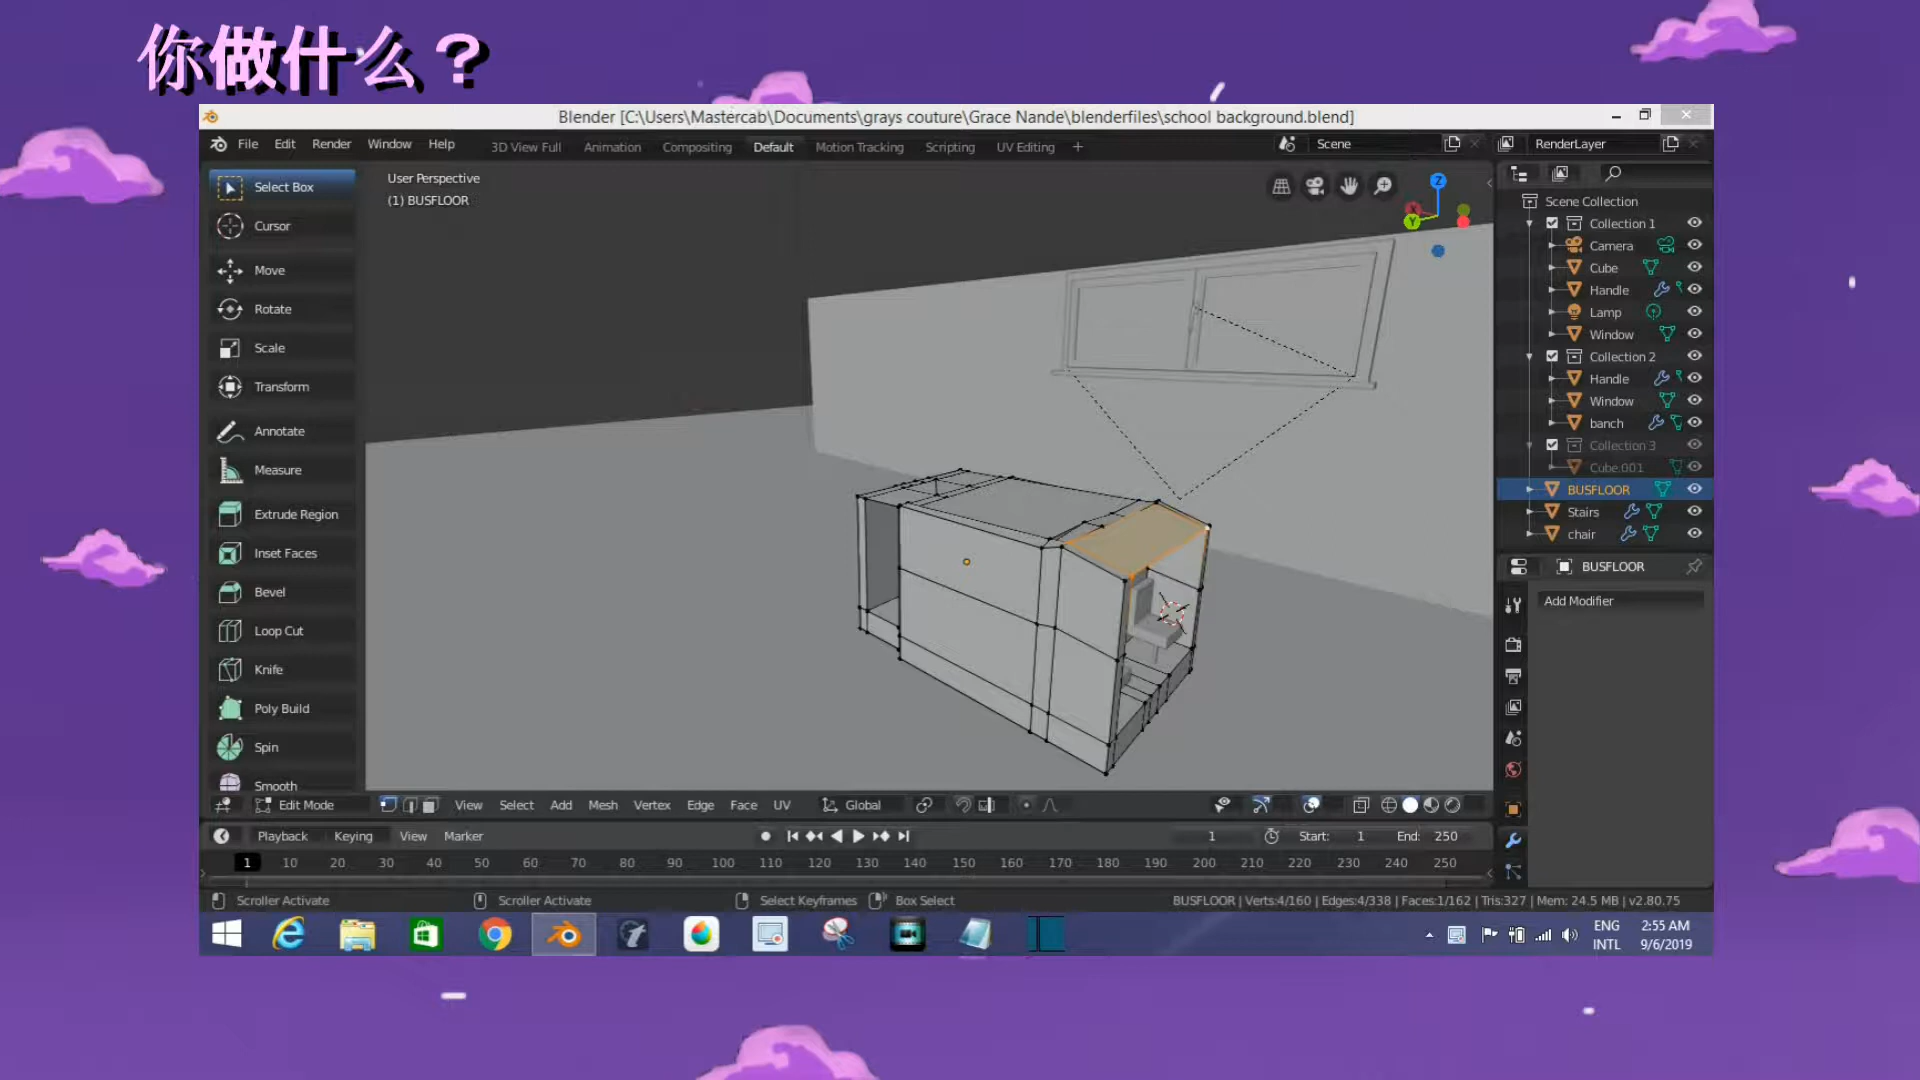 你做什么？
Blender [C:\Users\Mastercab\Documents\grays couture\Grace Nande\blenderfiles\school background.blend]
File Edit Render Window Help
3D View Full Animation Compositing Default Motion Tracking Scripting UV Editing +
Scene
RenderLayer
Select Box
Cursor
Move
Rotate
Scale
Transform
Annotate
Measure
Extrude Region
Inset Faces
Bevel
Loop Cut
Knife
Poly Build
Spin
Smooth
User Perspective
(1) BUSFLOOR
Z
Y
Scene Collection
Collection 1
Camera
Cube
Handle
Lamp
Window
Collection 2
Handle
Window
banch
Collection 3
Cube.001
BUSFLOOR
Stairs
chair
BUSFLOOR
Add Modifier
Edit Mode View Select Add Mesh Vertex Edge Face UV Global
Playback Keying View Marker 1 Start: 1 End: 250
1 10 20 30 40 50 60 70 80 90 100 110 120 130 140 150 160 170 180 190 200 210 220 230 240 250
Scroller Activate Scroller Activate Select Keyframes Box Select BUSFLOOR | Verts:4/160 | Edges:4/338 | Faces:1/162 | Tris:327 | Mem: 24.5 MB | v2.80.75
ENG 2:55 AM
INTL 9/6/2019